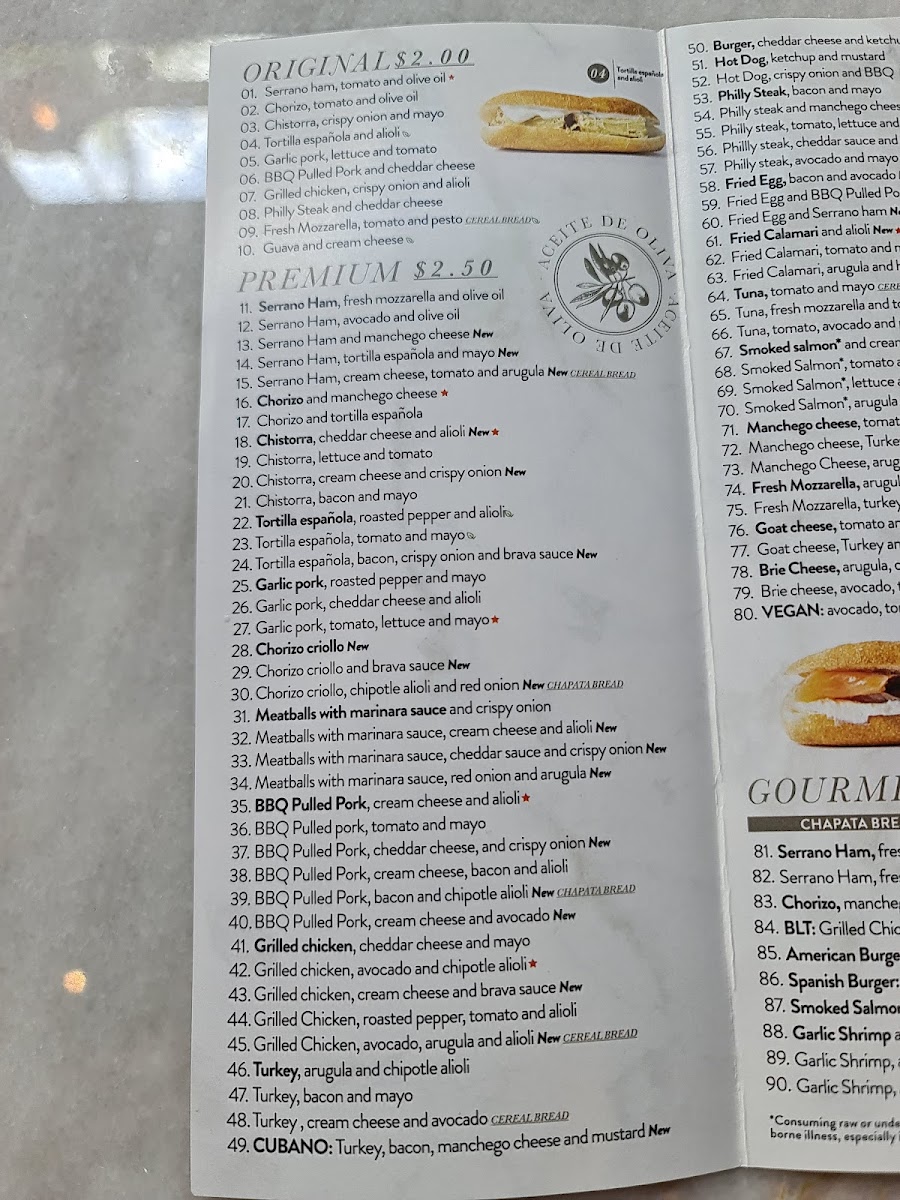 ORIGINAL $2.00
01. Serrano ham, tomato and olive oil
02. Chorizo, tomato and olive oil
03. Chistorra, crispy onion and mayo
04. Tortilla española and alioli
05. Garlic pork, lettuce and tomato
06. BBQ Pulled Pork and cheddar cheese
07. Grilled chicken, crispy onion and alioli
08. Philly Steak and cheddar cheese
09. Fresh Mozzarella, tomato and pesto CEREAL BREAD
10. Guava and cream cheese
04 Tortilla española
and alioli
ACEITE DE OLIVA ACEITE DE OLIVA
PREMIUM $2.50
11. Serrano Ham, fresh mozzarella and olive oil
12. Serrano Ham, avocado and olive oil
13. Serrano Ham and manchego cheese New
14. Serrano Ham, tortilla española and mayo New
15. Serrano Ham, cream cheese, tomato and arugula New CEREAL BREAD
16. Chorizo and manchego cheese
17. Chorizo and tortilla española
18. Chistorra, cheddar cheese and alioli New
19. Chistorra, lettuce and tomato
20. Chistorra, cream cheese and crispy onion New
21. Chistorra, bacon and mayo
22. Tortilla española, roasted pepper and alioli
23. Tortilla española, tomato and mayo
24. Tortilla española, bacon, crispy onion and brava sauce New
25. Garlic pork, roasted pepper and mayo
26. Garlic pork, cheddar cheese and alioli
27. Garlic pork, tomato, lettuce and mayo
28. Chorizo criollo New
29. Chorizo criollo and brava sauce New
30. Chorizo criollo, chipotle alioli and red onion New CHAPATA BREAD
31. Meatballs with marinara sauce and crispy onion
32. Meatballs with marinara sauce, cream cheese and alioli New
33. Meatballs with marinara sauce, cheddar sauce and crispy onion New
34. Meatballs with marinara sauce, red onion and arugula New
35. BBQ Pulled Pork, cream cheese and alioli
36. BBQ Pulled pork, tomato and mayo
37. BBQ Pulled Pork, cheddar cheese, and crispy onion New
38. BBQ Pulled Pork, cream cheese, bacon and alioli
39. BBQ Pulled Pork, bacon and chipotle alioli New CHAPATA BREAD
40. BBQ Pulled Pork, cream cheese and avocado New
41. Grilled chicken, cheddar cheese and mayo
42. Grilled chicken, avocado and chipotle alioli
43. Grilled chicken, cream cheese and brava sauce New
44. Grilled Chicken, roasted pepper, tomato and alioli
45. Grilled Chicken, avocado, arugula and alioli New CEREAL BREAD
46. Turkey, arugula and chipotle alioli
47. Turkey, bacon and mayo
48. Turkey , cream cheese and avocado CEREAL BREAD
49. CUBANO: Turkey, bacon, manchego cheese and mustard New
50. Burger, cheddar cheese and
51. Hot Dog, ketchup and mustard
52. Hot Dog, crispy onion and BBQ
53. Philly Steak, bacon and mayo
54. Philly steak and manchego
55. Philly steak, tomato, lettuce and
56. Phillly steak, cheddar sauce and
57. Philly steak, avocado and mayo
58. Fried Egg, bacon and avocado
59. Fried Egg and BBQ Pulled
60. Fried Egg and Serrano ham
61. Fried Calamari and alioli New
62. Fried Calamari, tomato and
63. Fried Calamari, arugula and
64. Tuna, tomato and mayo
65. Tuna, fresh mozzarella and
66. Tuna, tomato, avocado and
67. Smoked salmon* and
68. Smoked Salmon*, tomato
69. Smoked Salmon*, lettuce
70. Smoked Salmon*, arugula
71. Manchego cheese,
72. Manchego cheese,
73. Manchego Cheese,
74. Fresh Mozzarella,
75. Fresh Mozzarella, turkey
76. Goat cheese, tomato
77. Goat cheese, Turkey
78. Brie Cheese, arugula,
79. Brie cheese, avocado,
80. VEGAN: avocado,
GOURM
CHAPATA
81. Serrano Ham,
82. Serrano Ham,
83. Chorizo,
84. BLT: Grilled
85. American
86. Spanish Burger:
87. Smoked
88. Garlic Shrimp
89. Garlic Shrimp,
90. Garlic Shrimp,
*Consuming raw or
borne illness, especially